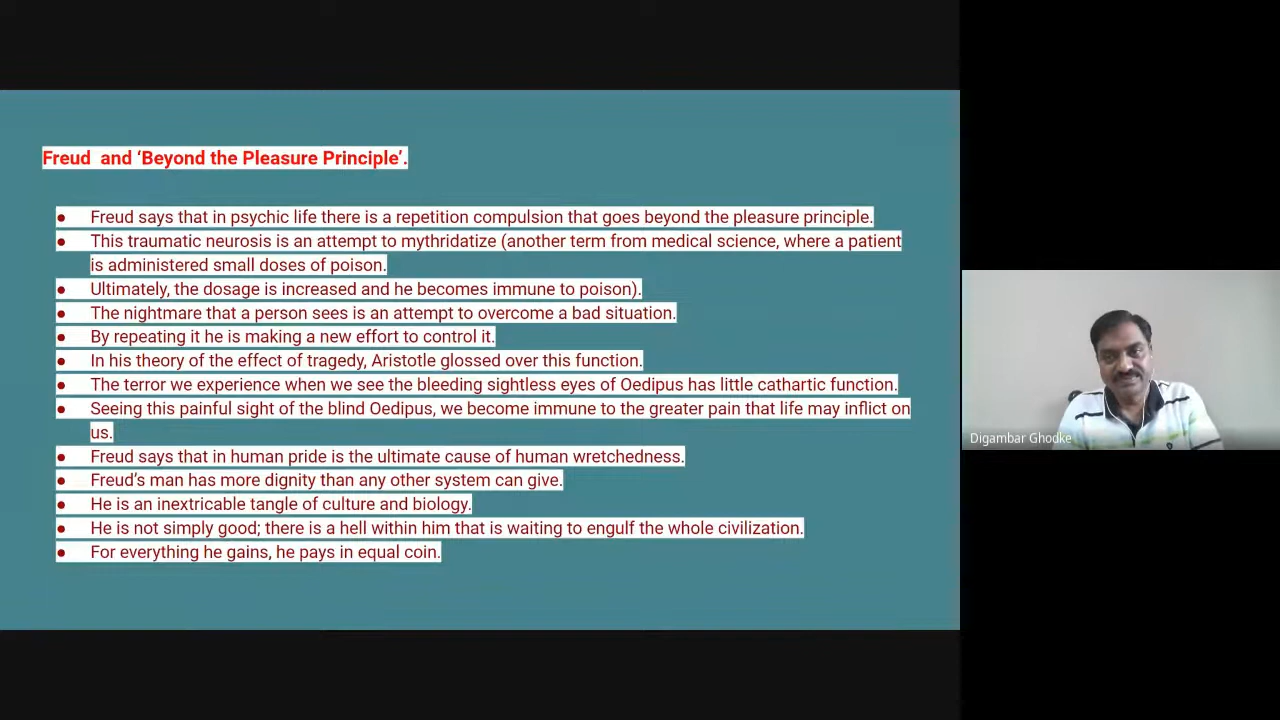 Freud and ‘Beyond the Pleasure Principle’.
● Freud says that in psychic life there is a repetition compulsion that goes beyond the pleasure principle.
● This traumatic neurosis is an attempt to mythridatize (another term from medical science, where a patient
is administered small doses of poison.
● Ultimately, the dosage is increased and he becomes immune to poison).
● The nightmare that a person sees is an attempt to overcome a bad situation.
● By repeating it he is making a new effort to control it.
● In his theory of the effect of tragedy, Aristotle glossed over this function.
● The terror we experience when we see the bleeding sightless eyes of Oedipus has little cathartic function.
● Seeing this painful sight of the blind Oedipus, we become immune to the greater pain that life may inflict on
us.
● Freud says that in human pride is the ultimate cause of human wretchedness.
● Freud’s man has more dignity than any other system can give.
● He is an inextricable tangle of culture and biology.
● He is not simply good; there is a hell within him that is waiting to engulf the whole civilization.
● For everything he gains, he pays in equal coin.
Digambar Ghodke